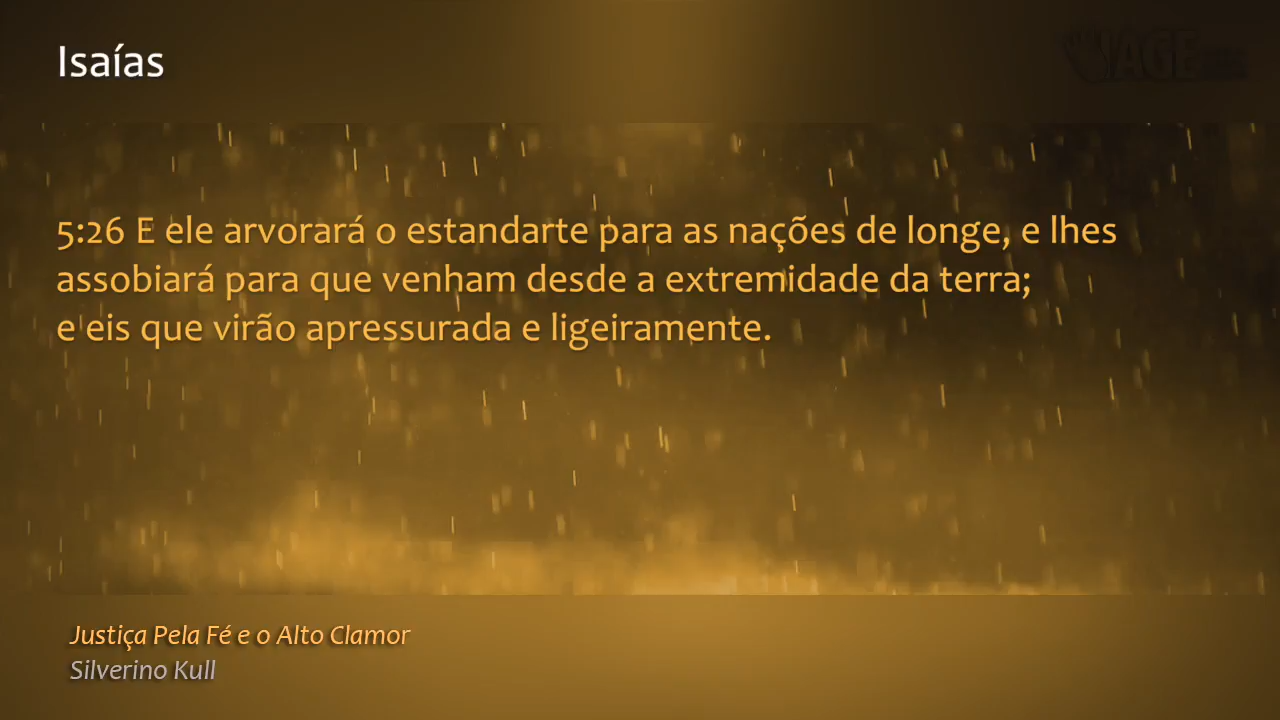 Isaías
5:26 E ele arvorará o estandarte para as nações de longe, e lhes
assobiará para que venham desde a extremidade da terra;
e eis que virão apressurada e ligeiramente.
Justiça Pela Fé e o Alto Clamor
Silverino Kull